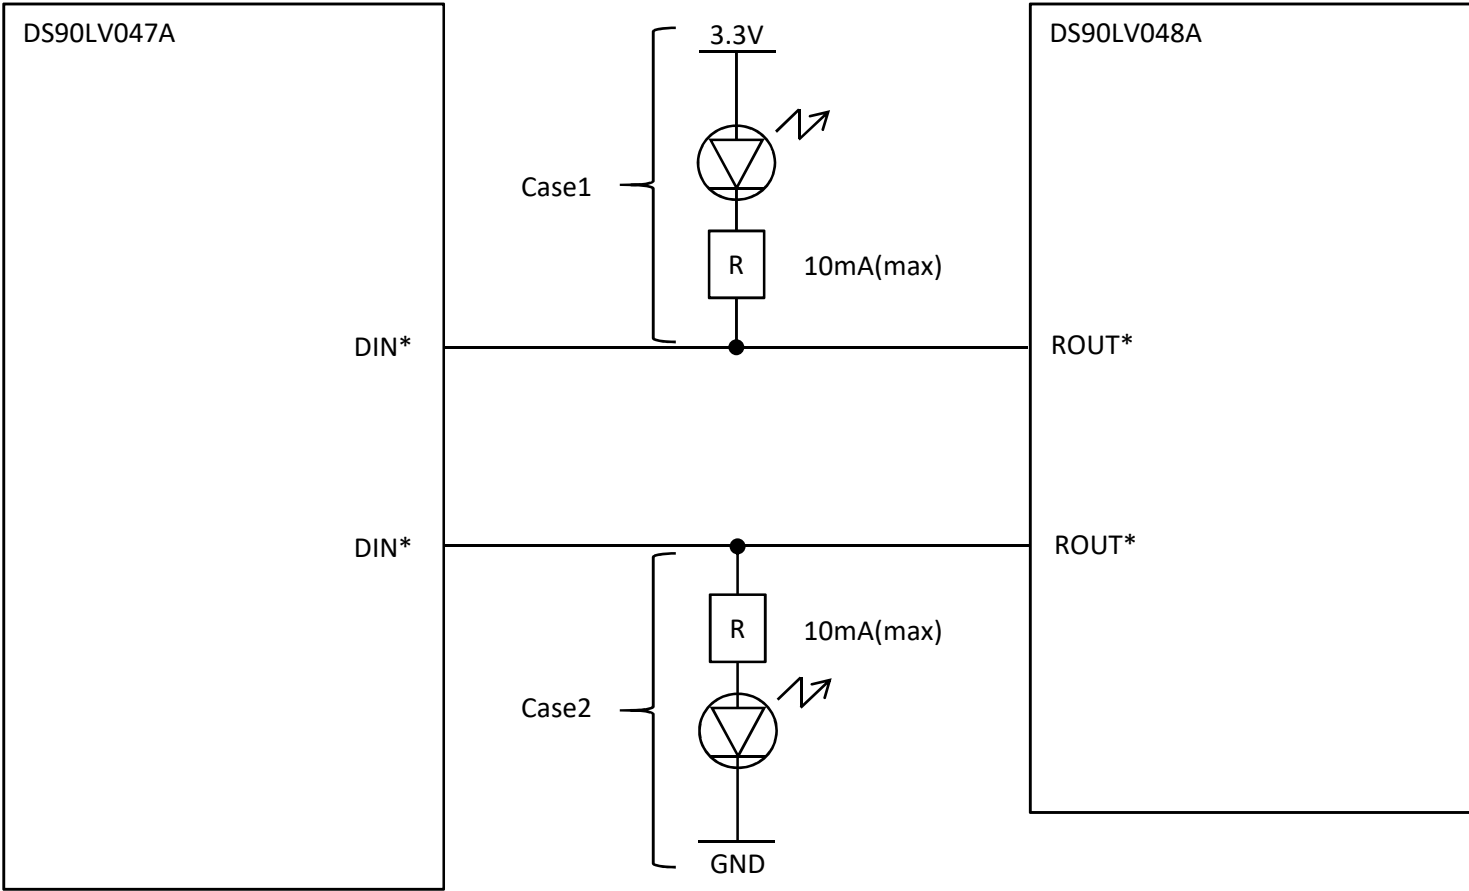 DS90LV047A
3.3V
DS90LV048A
Case1
R
10mA(max)
DIN*
ROUT*
DIN*
ROUT*
R
10mA(max)
Case2
GND